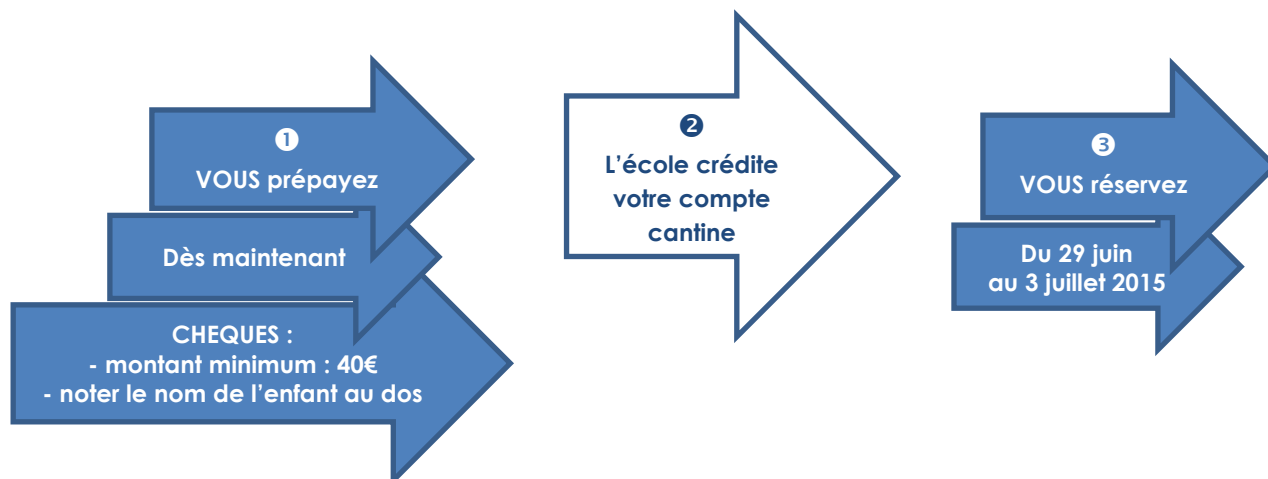 ❶
VOUS prépayez
Dès maintenant
CHEQUES :
- montant minimum : 40€
- noter le nom de l’enfant au dos
❷
L’école crédite
votre compte
cantine
❸
VOUS réservez
Du 29 juin
au 3 juillet 2015